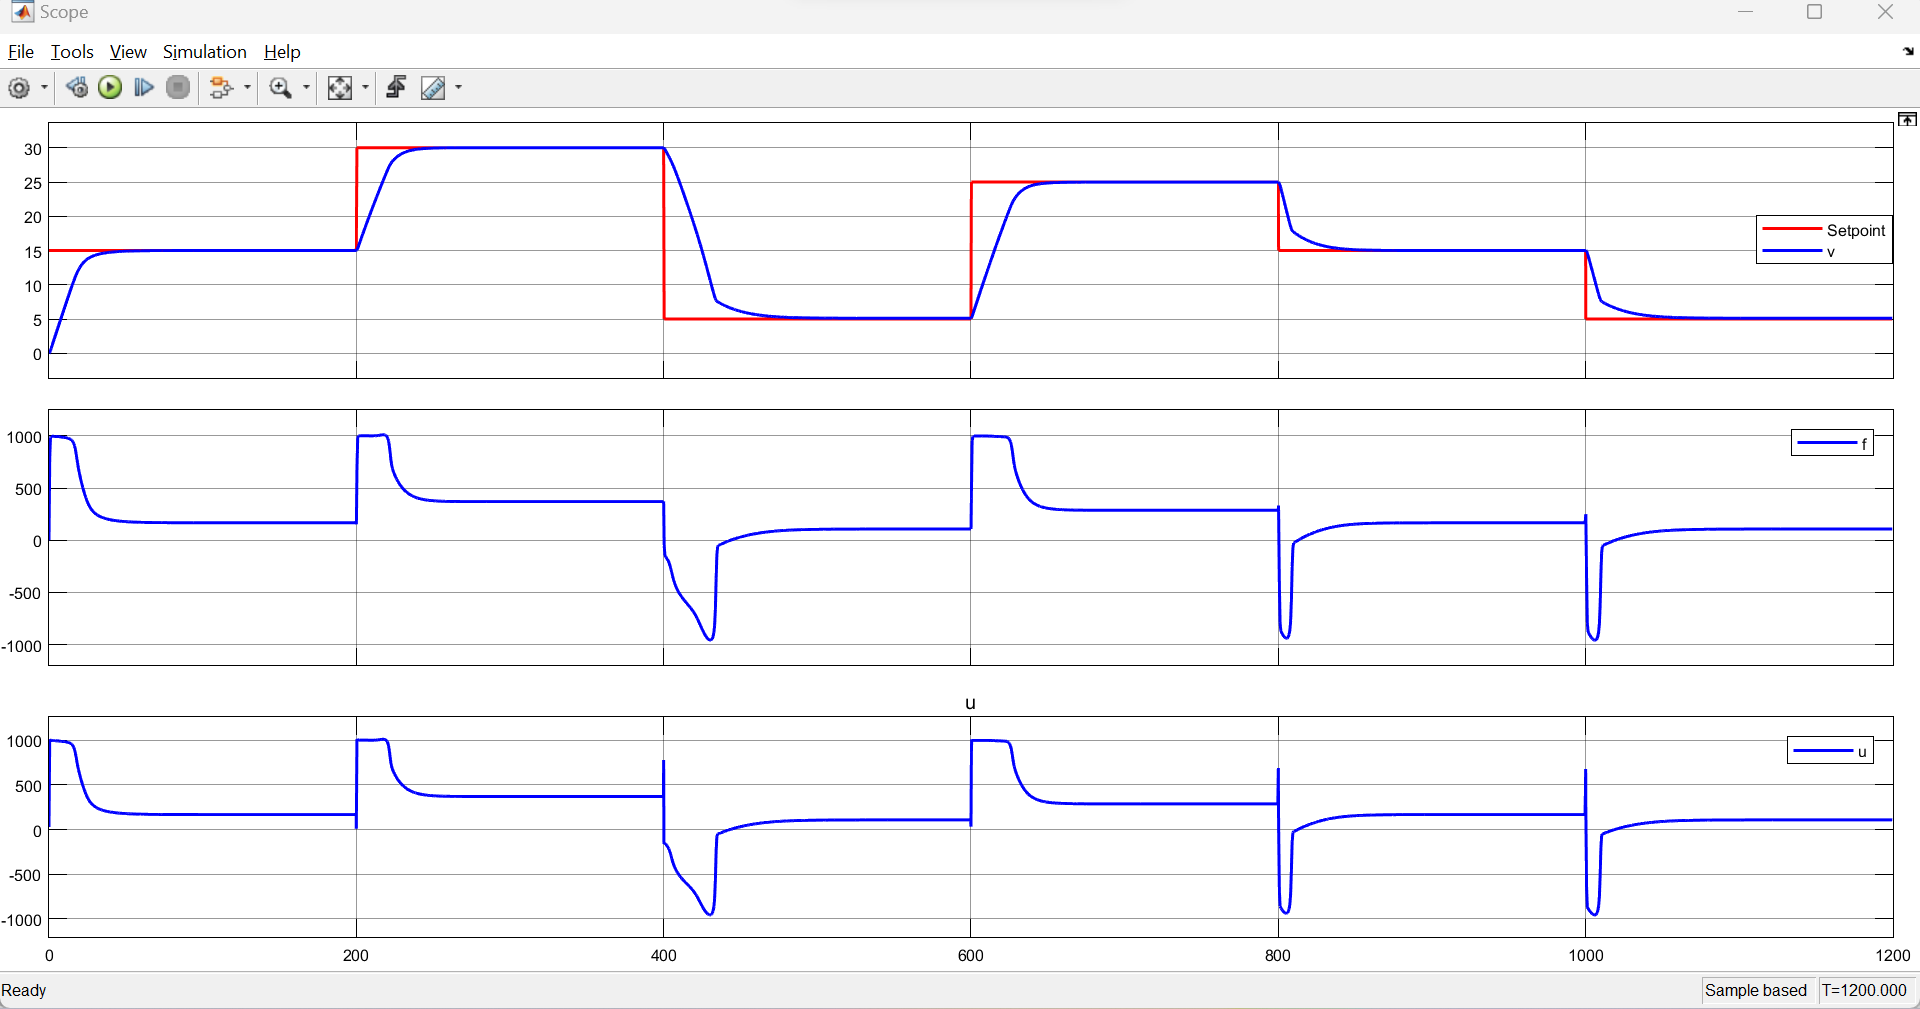 Scope
File Tools View Simulation Help
30
25
20
15
10
5
0
Setpoint
v
1000
500
0
-500
-1000
f
u
1000
500
0
-500
-1000
u
0 200 400 600 800 1000 1200
Ready Sample based T=1200.000